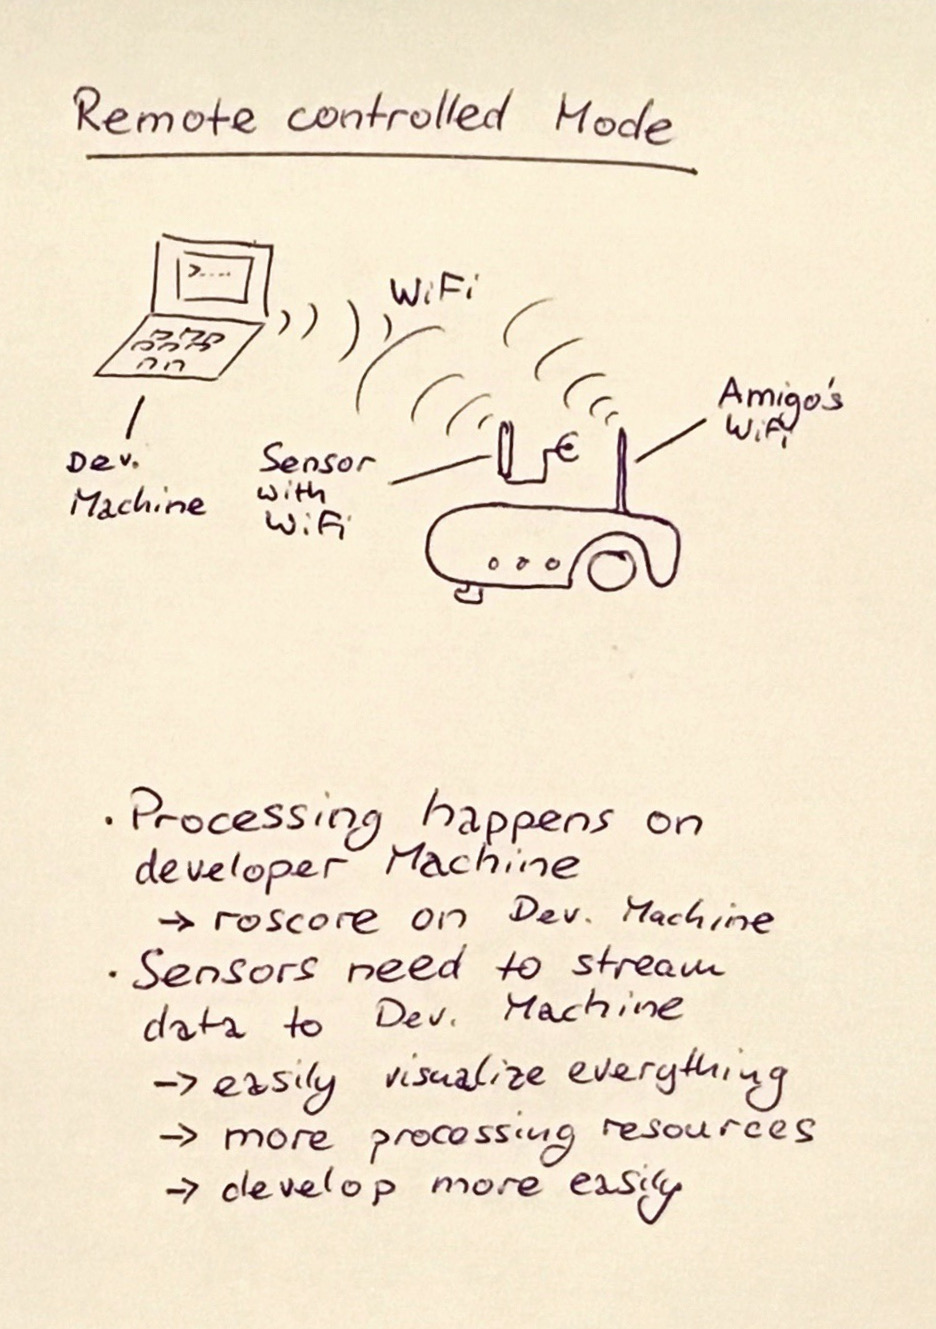 Remote controlled Mode
>....
WiFi
Amigo's
WiFi
Dev.
Machine
Sensor
with
WiFi
· Processing happens on
developer Machine
→ roscore on Dev. Machine
· Sensors need to stream
data to Dev. Machine
→ easily visualize everything
→ more processing resources
→ develop more easily